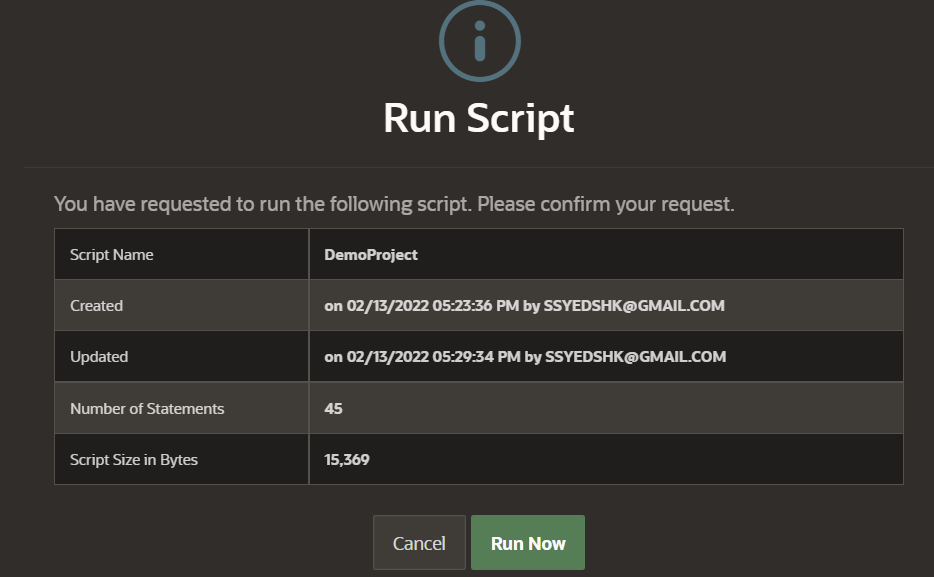 Run Script
You have requested to run the following script. Please confirm your request.
Script Name DemoProject
Created on 02/13/2022 05:23:36 PM by SSYEDSHK@GMAIL.COM
Updated on 02/13/2022 05:29:34 PM by SSYEDSHK@GMAIL.COM
Number of Statements 45
Script Size in Bytes 15,369
Cancel Run Now